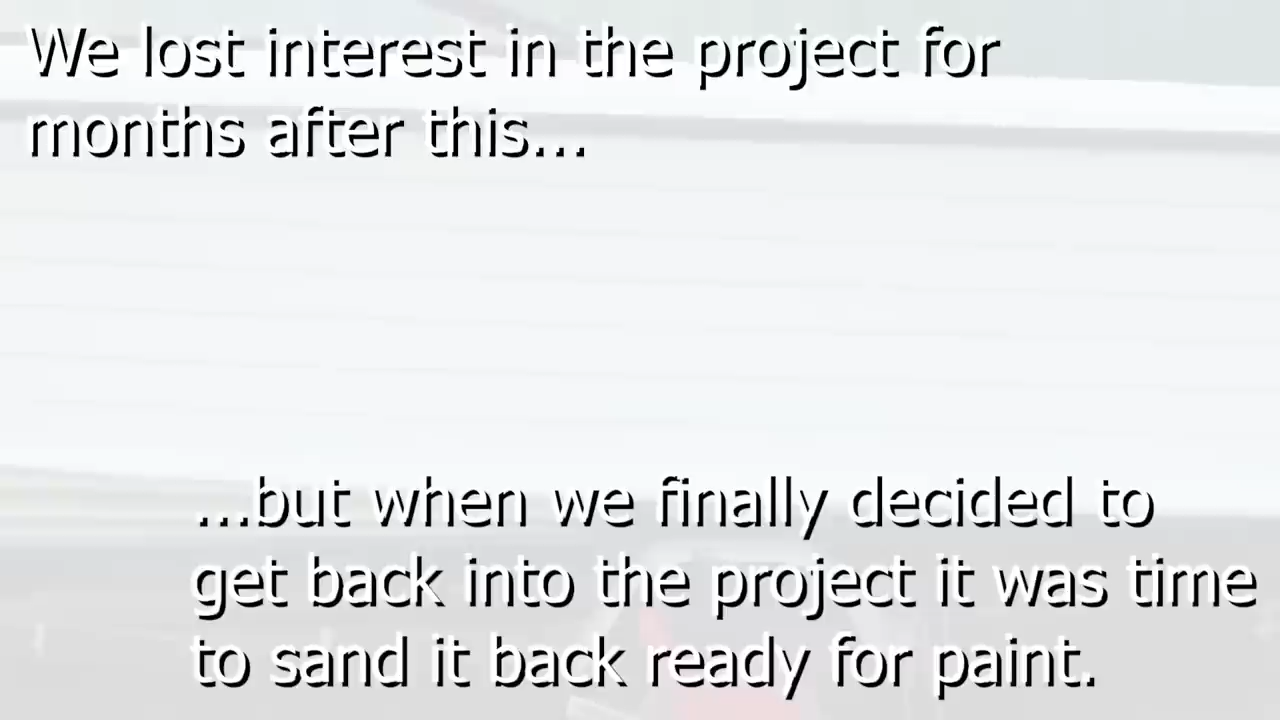 We lost interest in the project for
months after this...
...but when we finally decided to
get back into the project it was time
to sand it back ready for paint.